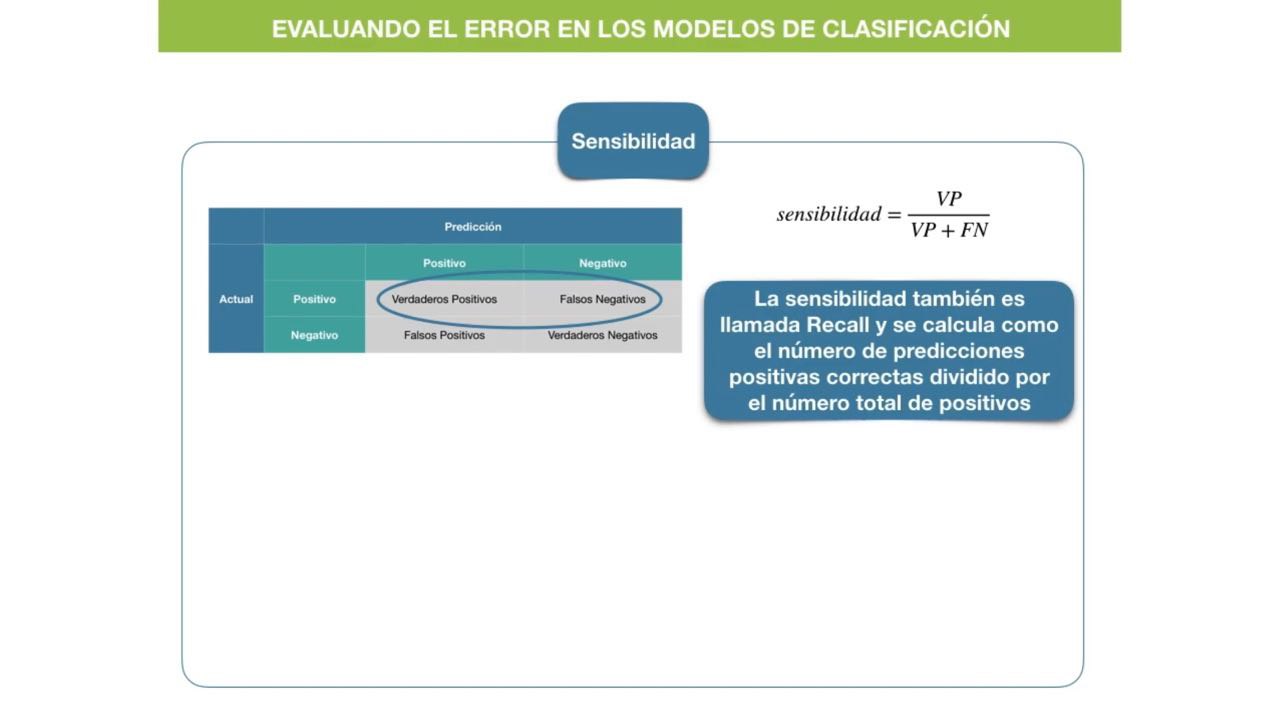 EVALUANDO EL ERROR EN LOS MODELOS DE CLASIFICACIÓN
Sensibilidad
Predicción
Positivo Negativo
Actual Positivo Verdaderos Positivos Falsos Negativos
Negativo Falsos Positivos Verdaderos Negativos
sensibilidad = VP / VP + FN
La sensibilidad también es
llamada Recall y se calcula como
el número de predicciones
positivas correctas dividido por
el número total de positivos